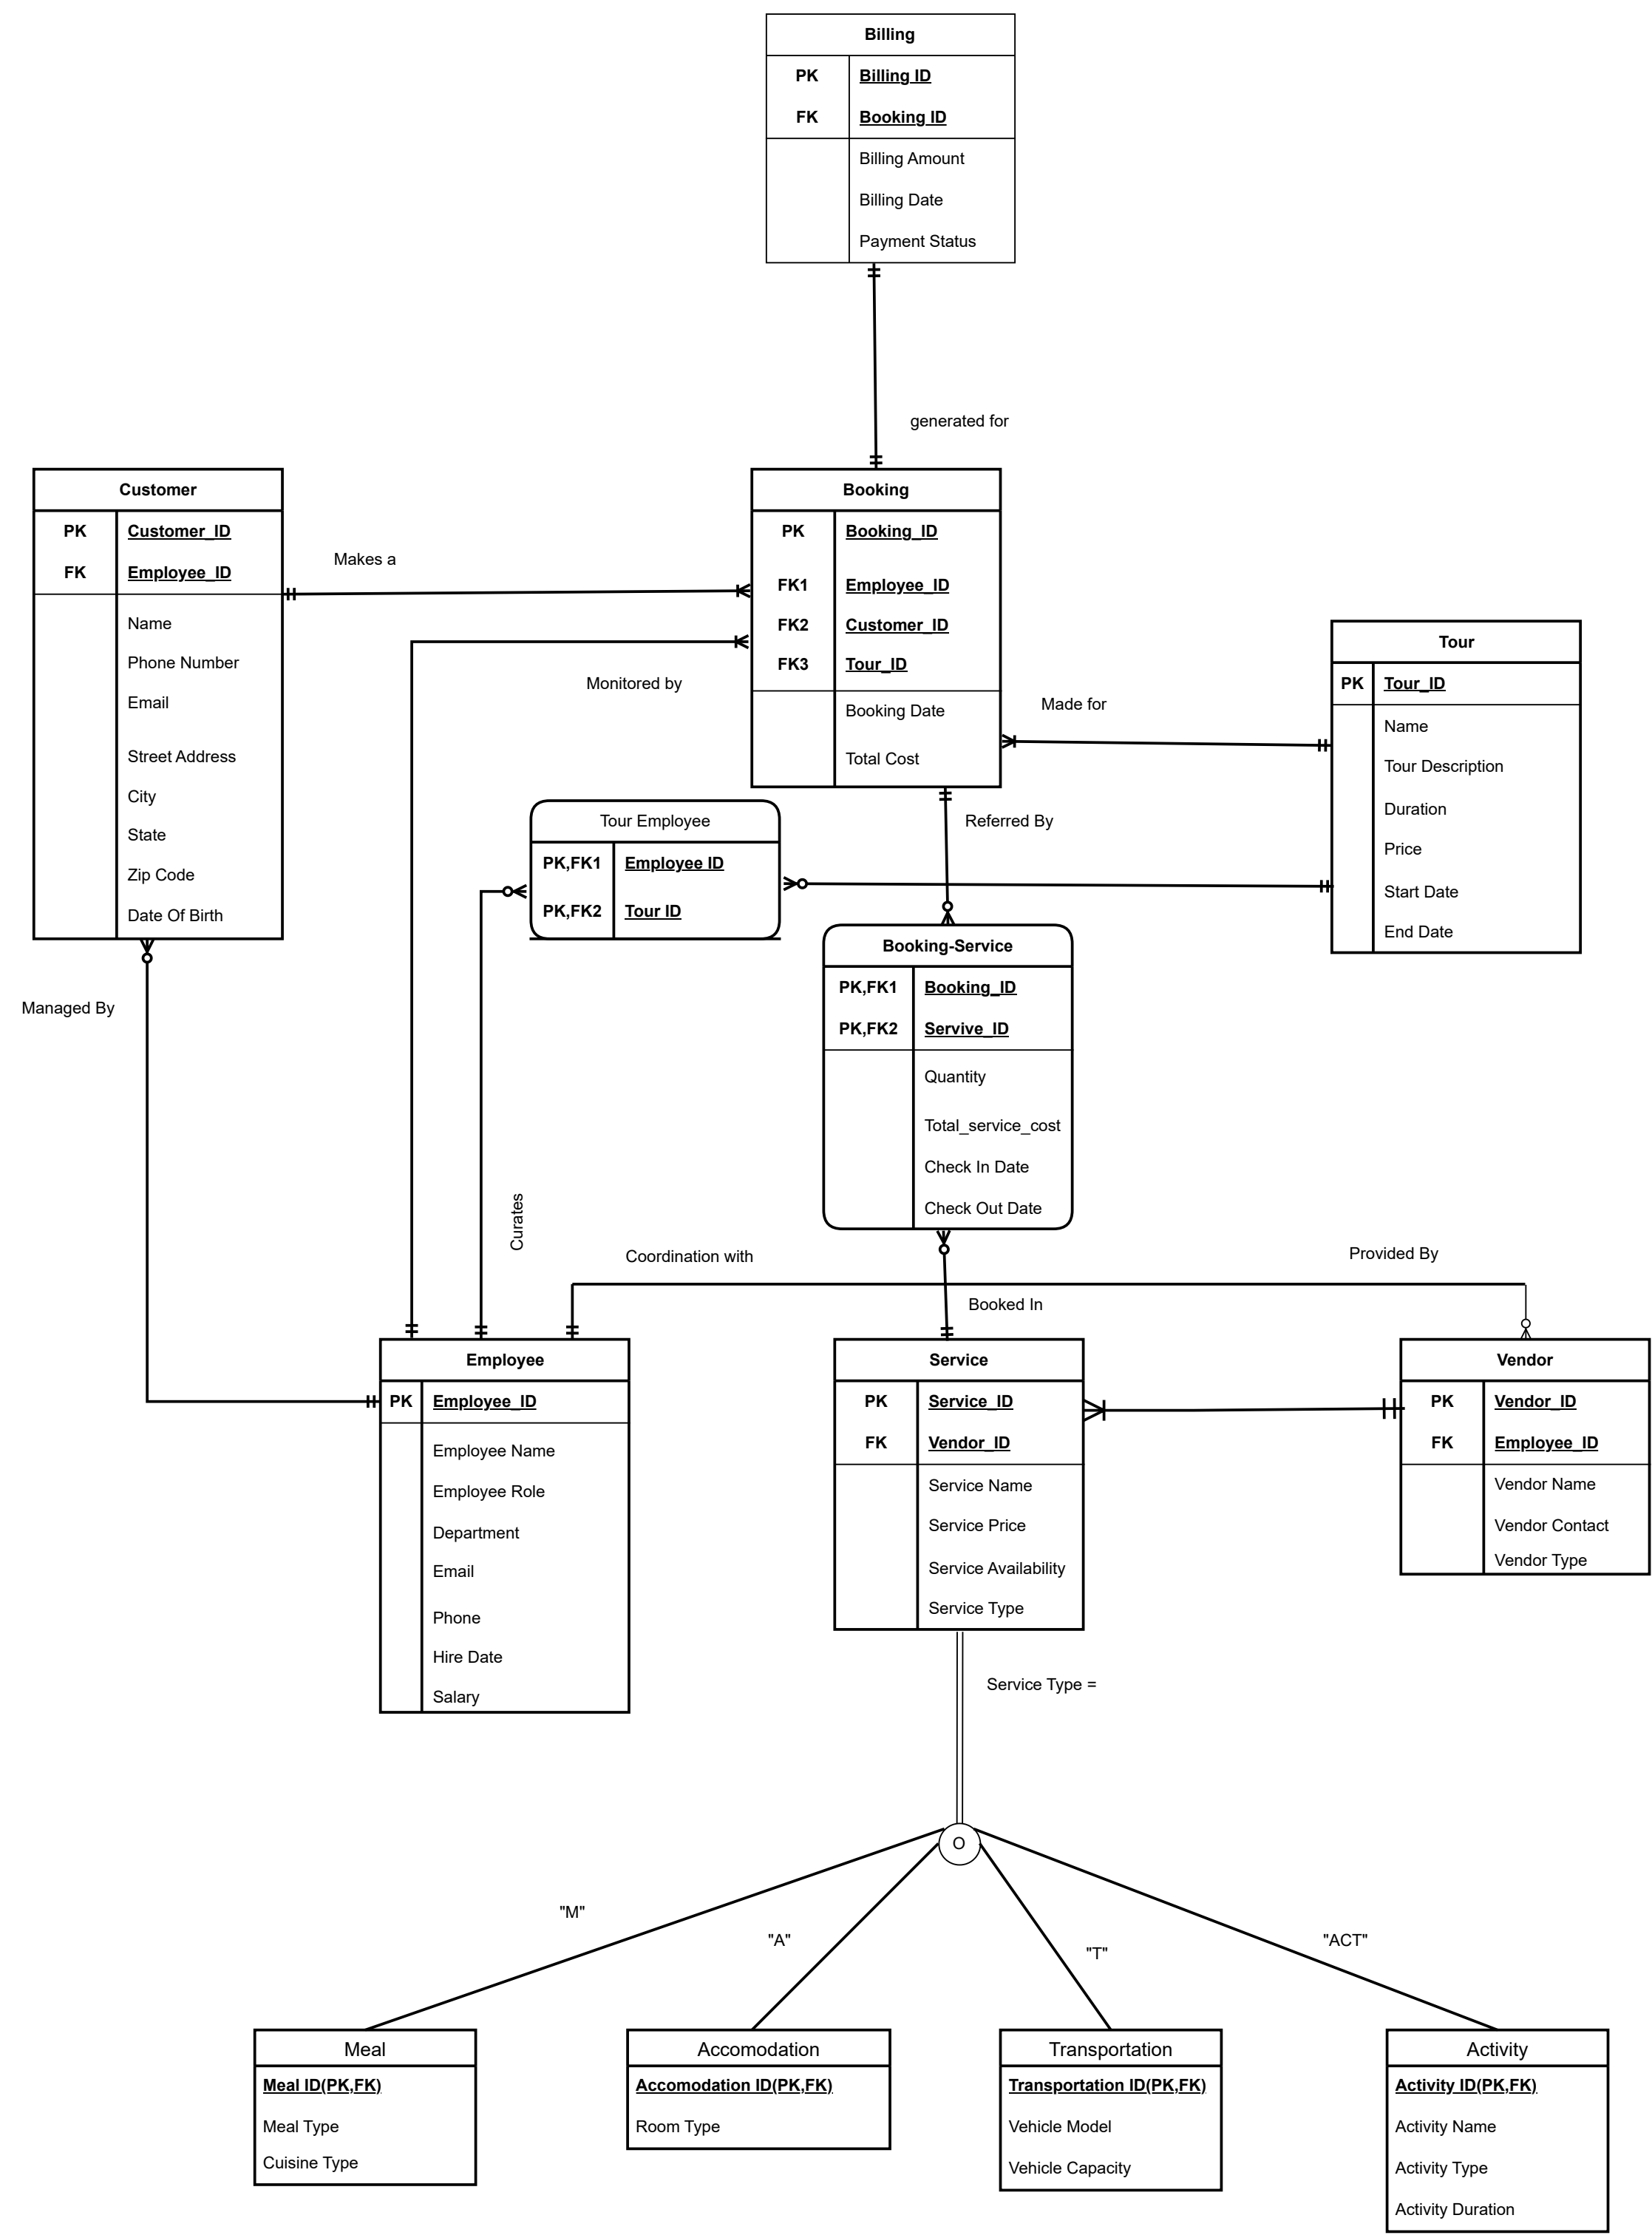 Billing
PK Billing ID
FK Booking ID
Billing Amount
Billing Date
Payment Status
generated for
Customer
PK Customer_ID
FK Employee_ID
Name
Phone Number
Email
Street Address
City
State
Zip Code
Date Of Birth
Makes a
Booking
PK Booking_ID
FK1 Employee_ID
FK2 Customer_ID
FK3 Tour_ID
Booking Date
Total Cost
Monitored by
Made for
Tour
PK Tour_ID
Name
Tour Description
Duration
Price
Start Date
End Date
Tour Employee
PK,FK1 Employee ID
PK,FK2 Tour ID
Referred By
Booking-Service
PK,FK1 Booking_ID
PK,FK2 Servive_ID
Quantity
Total_service_cost
Check In Date
Check Out Date
Managed By
Curates
Coordination with
Provided By
Booked In
Employee
PK Employee_ID
Employee Name
Employee Role
Department
Email
Phone
Hire Date
Salary
Service
PK Service_ID
FK Vendor_ID
Service Name
Service Price
Service Availability
Service Type
Vendor
PK Vendor_ID
FK Employee_ID
Vendor Name
Vendor Contact
Vendor Type
Service Type =
O
"M"
"A"
"T"
"ACT"
Meal
Meal ID(PK,FK)
Meal Type
Cuisine Type
Accomodation
Accomodation ID(PK,FK)
Room Type
Transportation
Transportation ID(PK,FK)
Vehicle Model
Vehicle Capacity
Activity
Activity ID(PK,FK)
Activity Name
Activity Type
Activity Duration